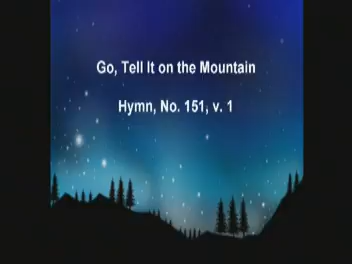 Go, Tell It on the Mountain
Hymn, No. 151, v. 1